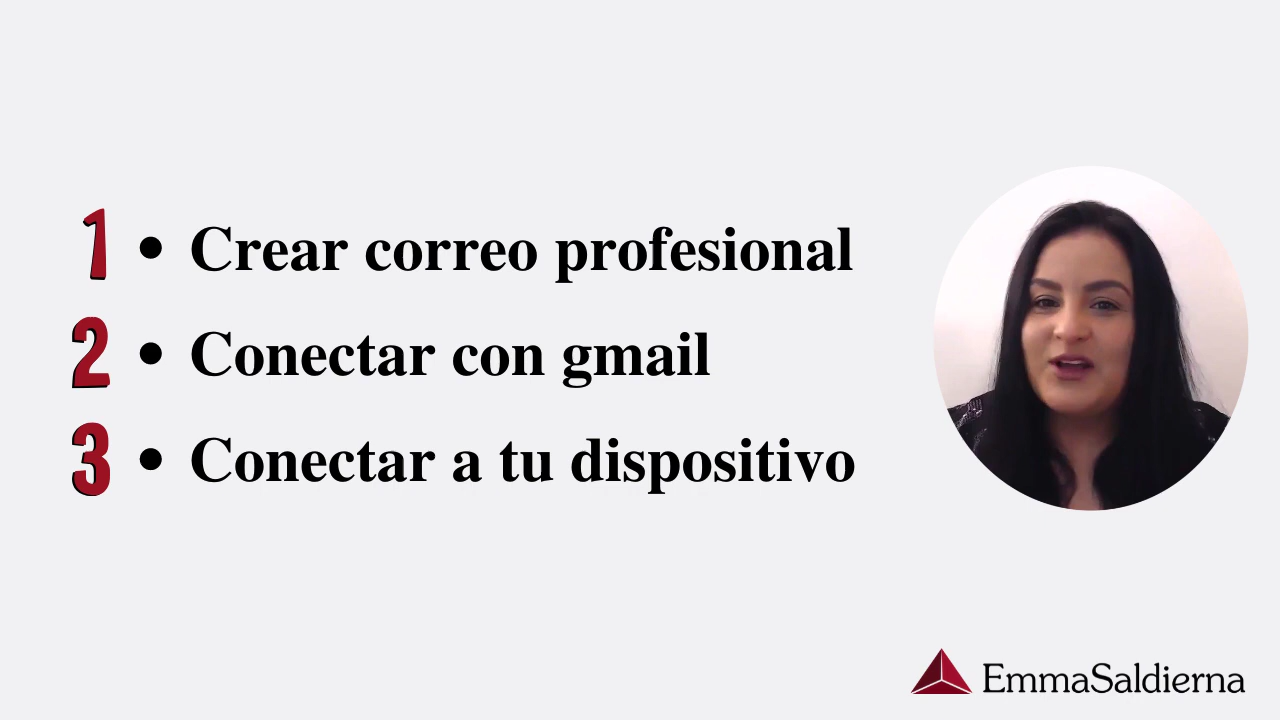 1 • Crear correo profesional
2 • Conectar con gmail
3 • Conectar a tu dispositivo
EmmaSaldierna